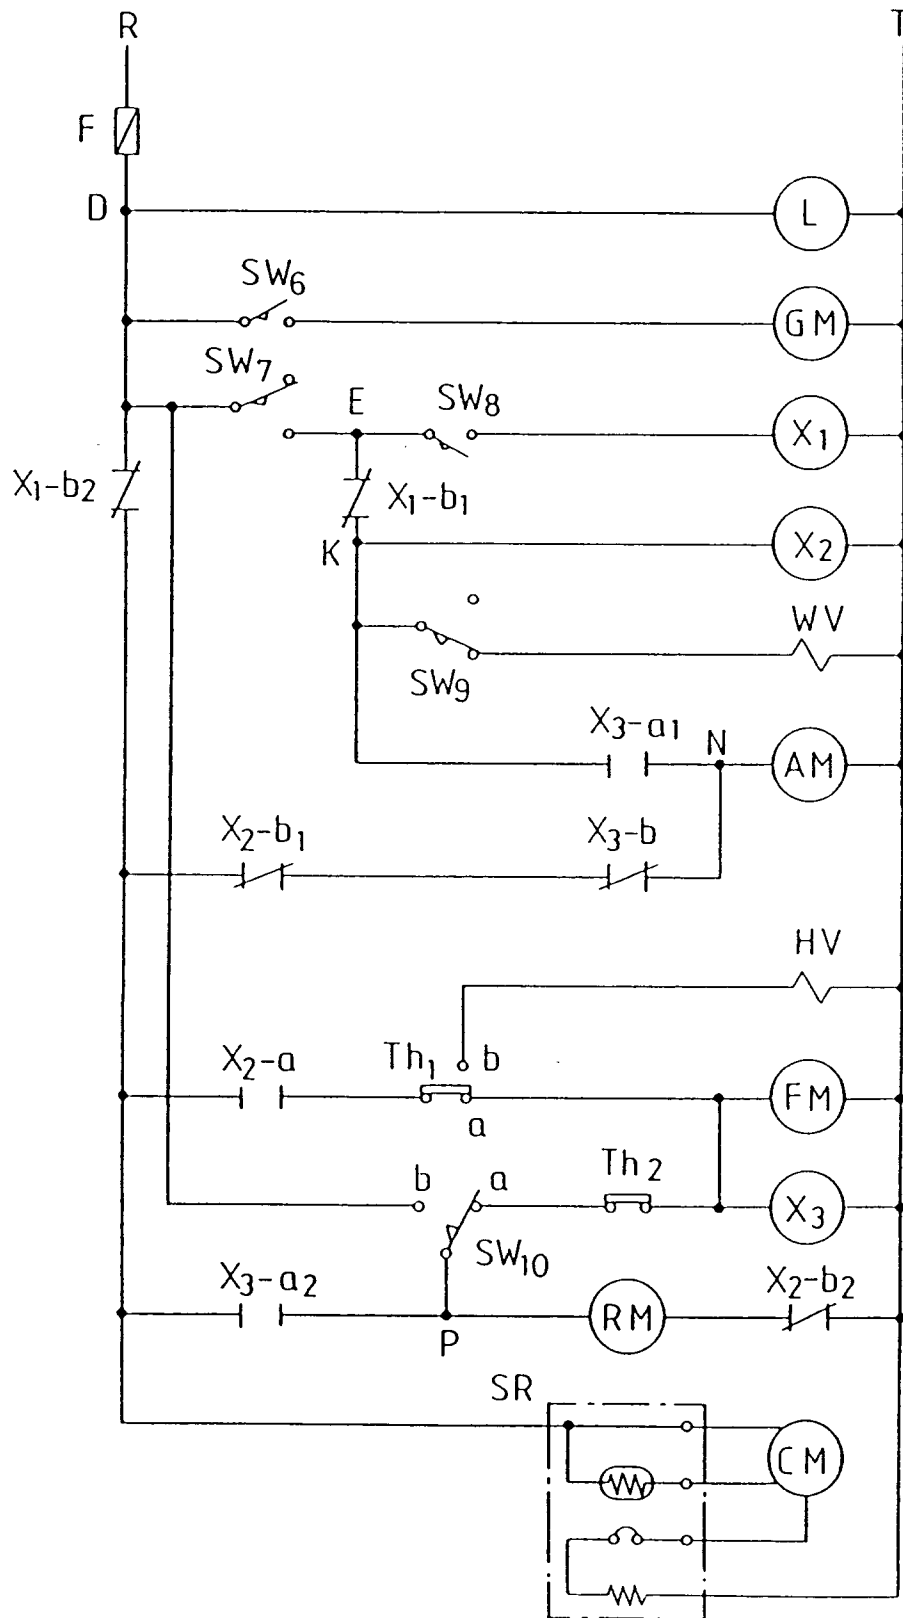 R T
F
D
L
SW6
GM
SW7
E
SW8
X1
X1-b2
X1-b1
K
X2
WV
SW9
X3-a1
N
AM
X2-b1
X3-b
HV
X2-a
Th1
b
a
FM
b
a
Th2
X3
SW10
X3-a2
X2-b2
RM
P
SR
CM